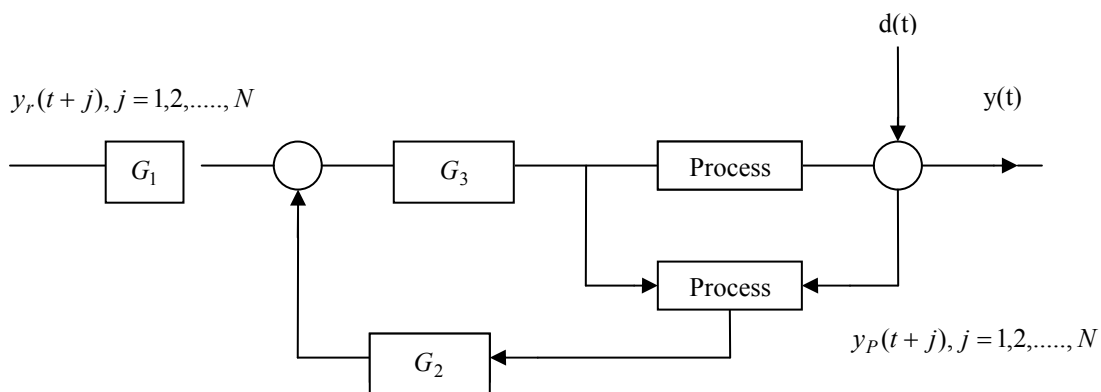 d(t)
y_r(t + j), j = 1,2,....., N
y(t)
G_1
G_3
Process
Process
G_2
y_P(t + j), j = 1,2,....., N